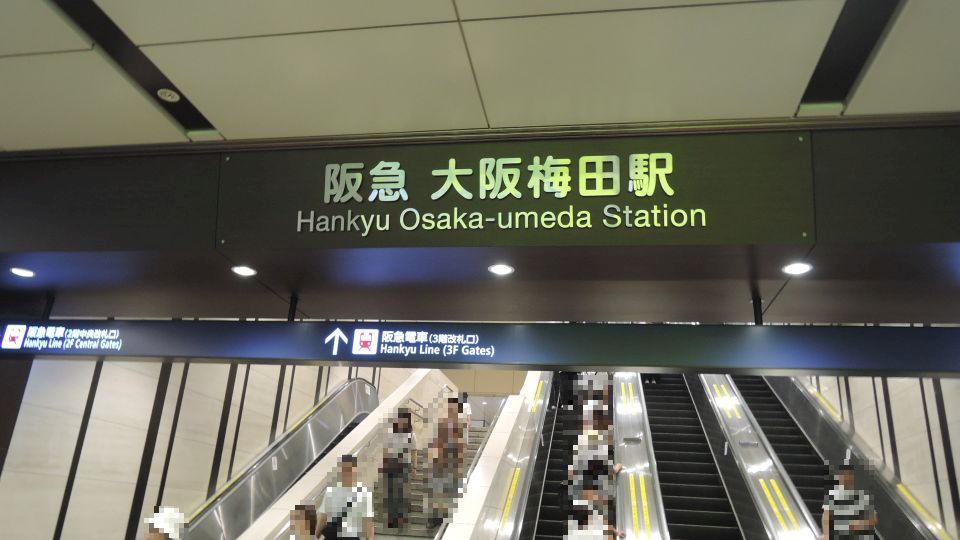 阪急 大阪梅田駅
Hankyu Osaka-umeda Station
阪急電車(2階中央改札口)
Hankyu Line (2F Central Gates)
↑ 阪急電車(3階改札口)
Hankyu Line (3F Gates)